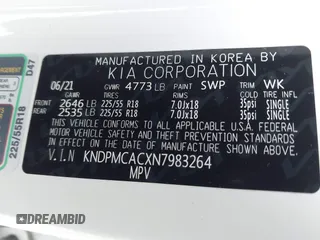 MANUFACTURED IN KOREA BY
KIA CORPORATION
06/21 GVWR 4773 LB PAINT SWP TRIM WK
TIRES RIMS COLD TIRE INFL
FRONT 2646 LB 225/55 R18 7.0Jx18 35psi SINGLE
REAR 2535 LB 225/55 R18 7.0Jx18 35psi SINGLE
THIS VEHICLE CONFORMS TO ALL APPLICABLE U.S.A. FEDERAL
MOTOR VEHICLE SAFETY, BUMPER,
AND THEFT PREVENTION STANDARDS IN EFFECT ON THE DATE
OF MANUFACTURE SHOWN ABOVE.
V.I.N KNDPMCACXN7983264
MPV
225/55R18 D47
DREAMBID